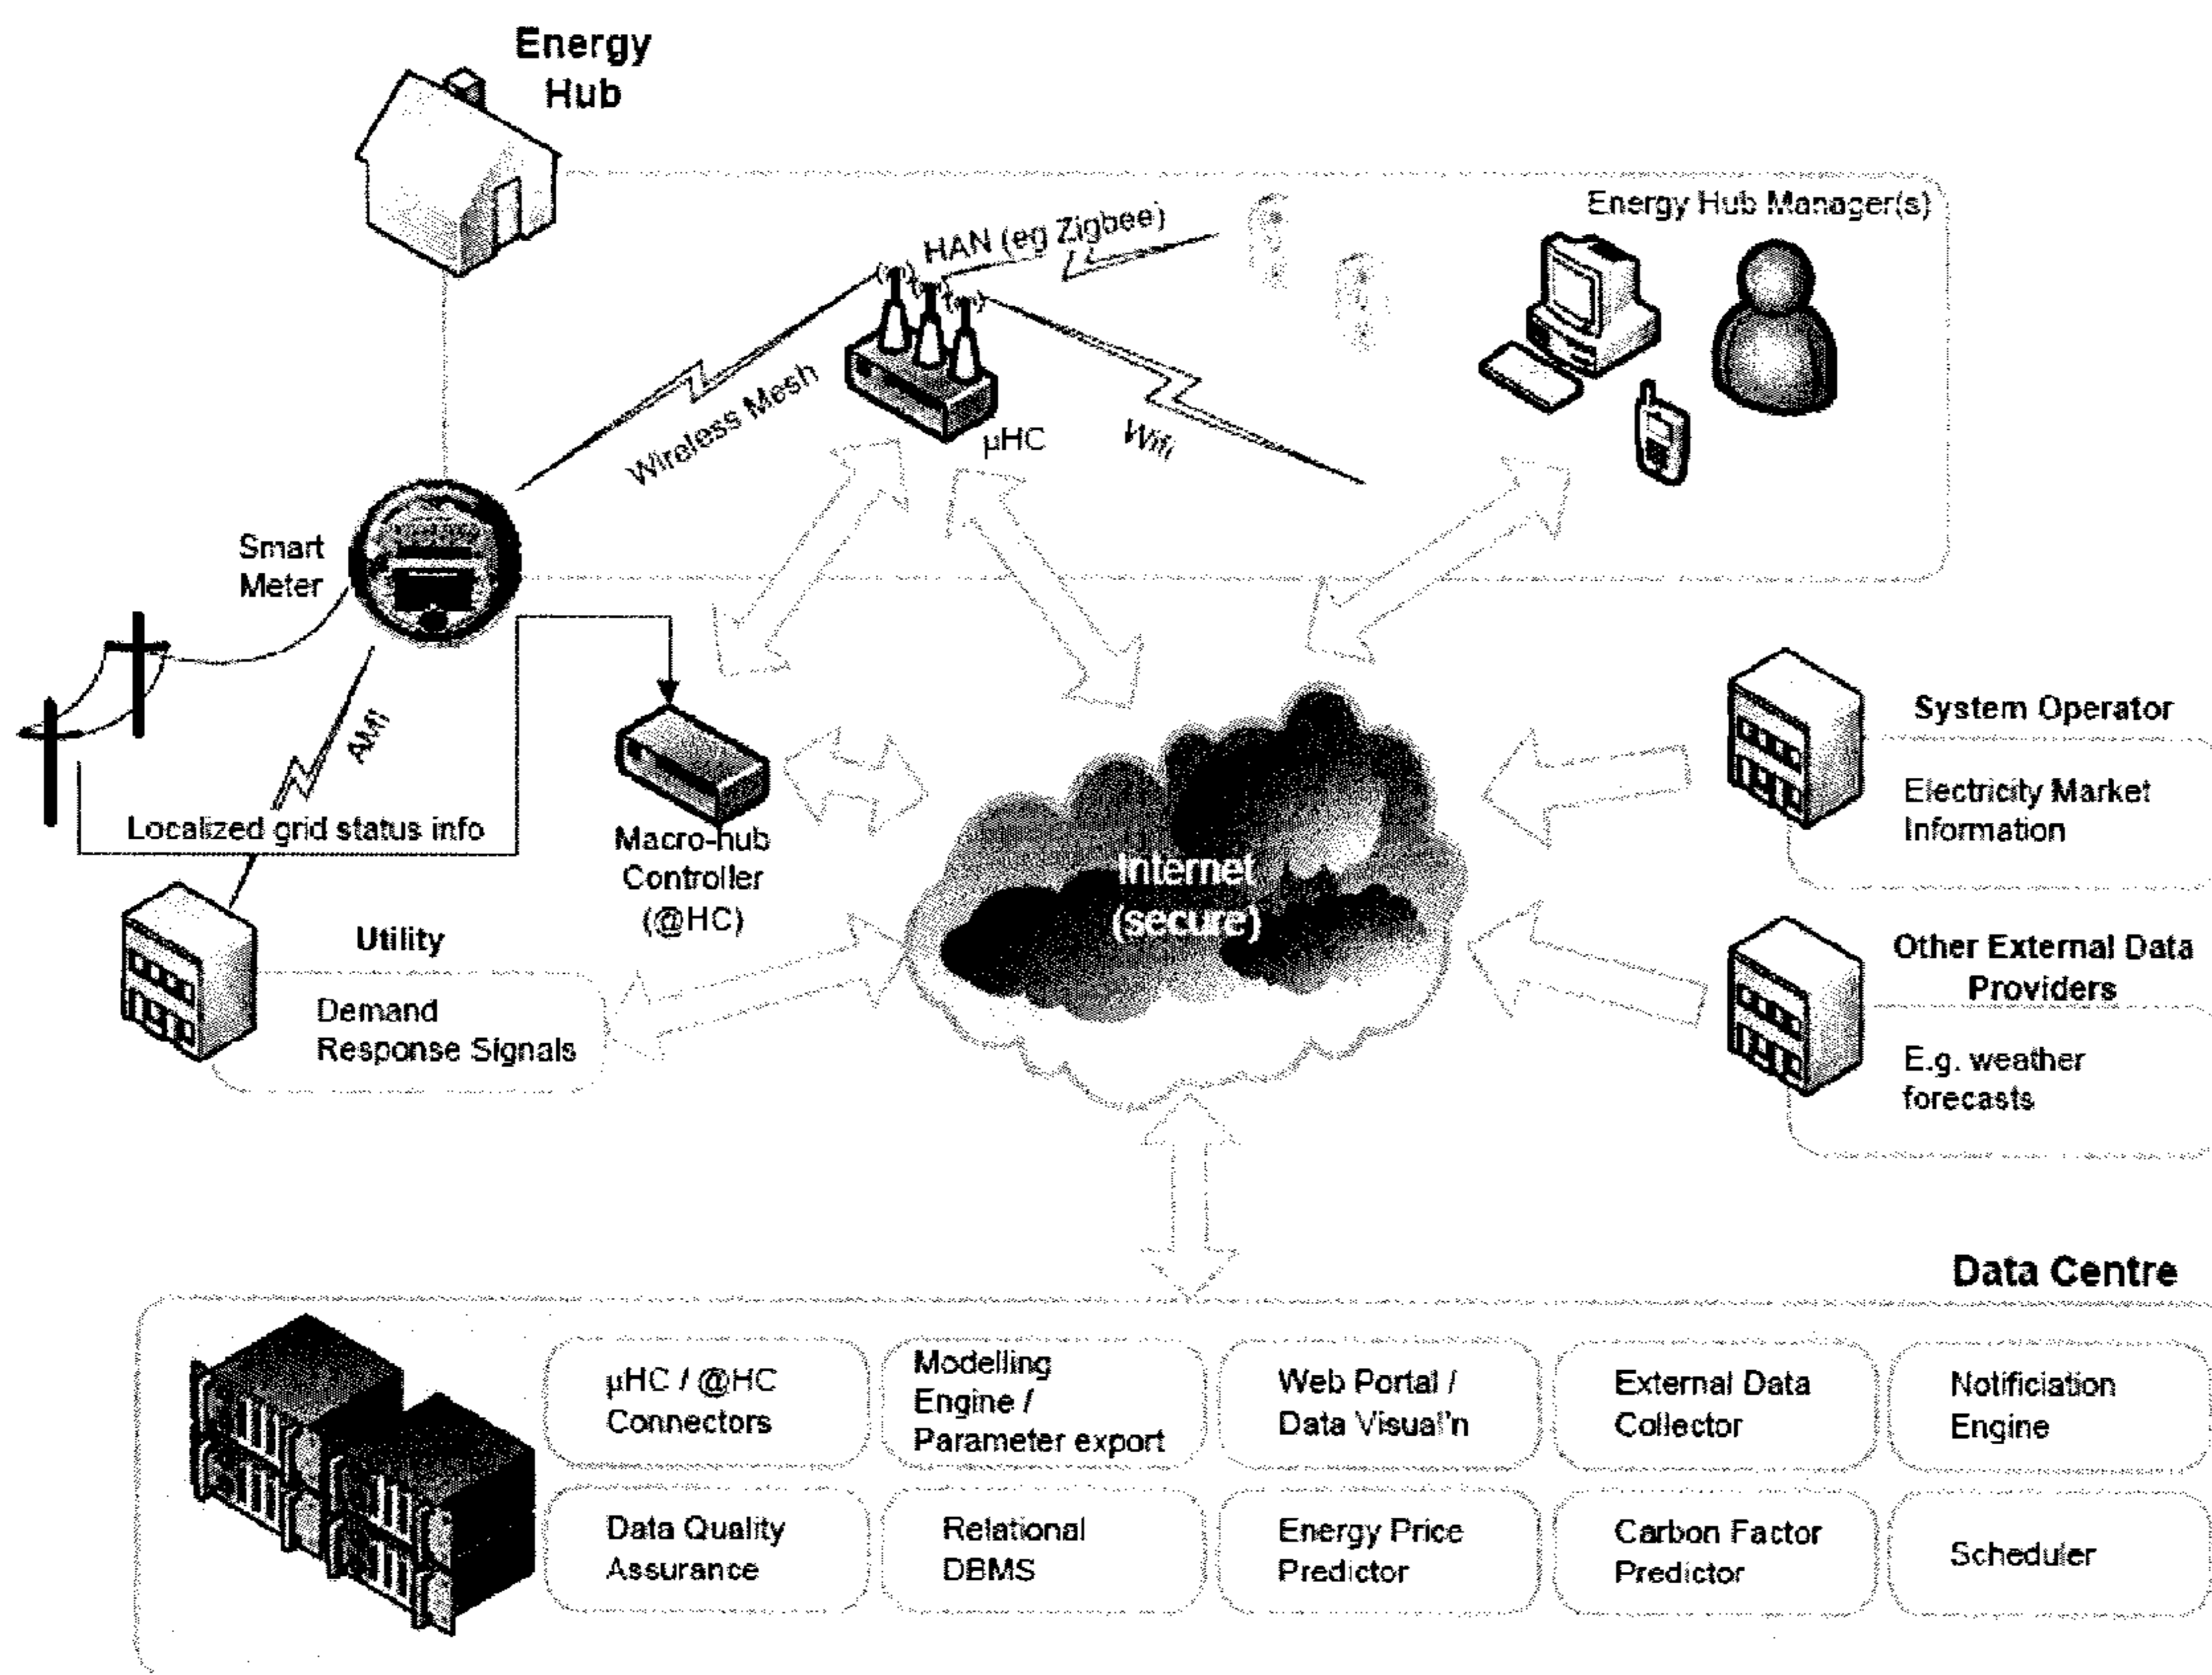 Energy
Hub
Energy Hub Manager(s)
HAN (eg Zigbee)
Wireless Mesh
µHC
Wifi
Smart
Meter
AMI
Localized grid status info
Macro-hub
Controller
(@HC)
Internet
(secure)
System Operator
Electricity Market
Information
Utility
Demand
Response Signals
Other External Data
Providers
E.g. weather
forecasts
Data Centre
µHC / @HC
Connectors
Modelling
Engine /
Parameter export
Web Portal /
Data Visual'n
External Data
Collector
Notificiation
Engine
Data Quality
Assurance
Relational
DBMS
Energy Price
Predictor
Carbon Factor
Predictor
Scheduler